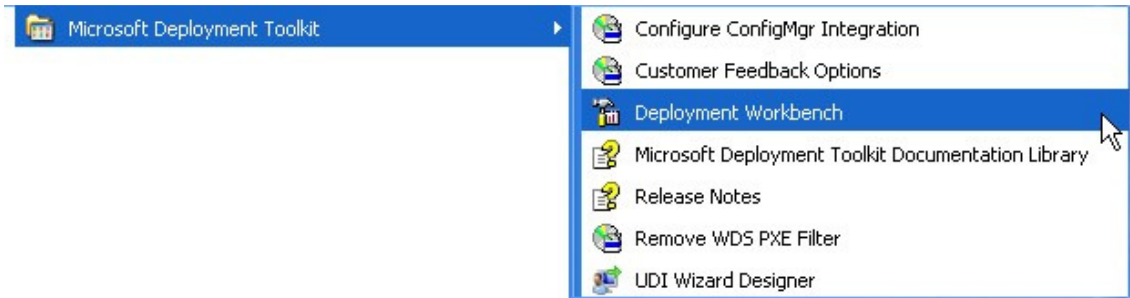 Microsoft Deployment Toolkit
Configure ConfigMgr Integration
Customer Feedback Options
Deployment Workbench
Microsoft Deployment Toolkit Documentation Library
Release Notes
Remove WDS PXE Filter
UDI Wizard Designer